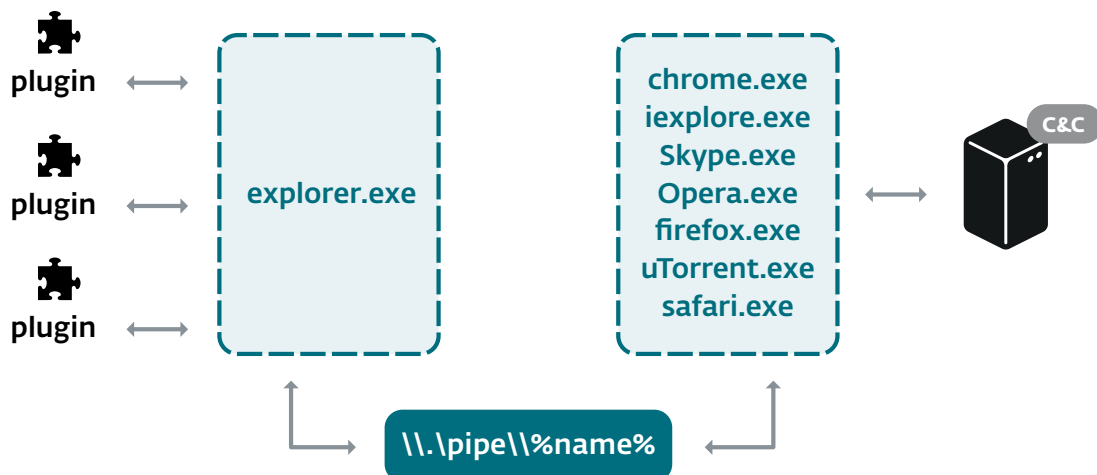 plugin
plugin
plugin
explorer.exe
chrome.exe
iexplore.exe
Skype.exe
Opera.exe
firefox.exe
uTorrent.exe
safari.exe
C&C
\\.\pipe\\%name%